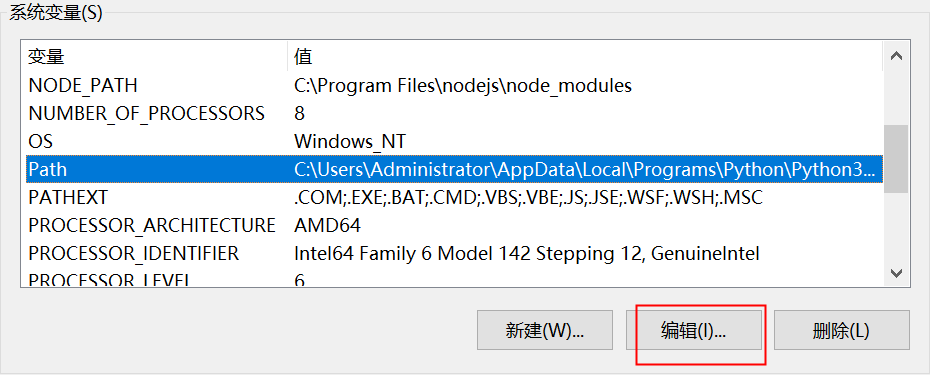 系统变量(S)
变量 值
NODE_PATH C:\Program Files\nodejs\node_modules
NUMBER_OF_PROCESSORS 8
OS Windows_NT
Path C:\Users\Administrator\AppData\Local\Programs\Python\Python3...
PATHEXT .COM;.EXE;.BAT;.CMD;.VBS;.VBE;.JS;.JSE;.WSF;.WSH;.MSC
PROCESSOR_ARCHITECTURE AMD64
PROCESSOR_IDENTIFIER Intel64 Family 6 Model 142 Stepping 12, GenuineIntel
PROCESSOR_LEVEL 6
新建(W)... 编辑(I)... 删除(L)